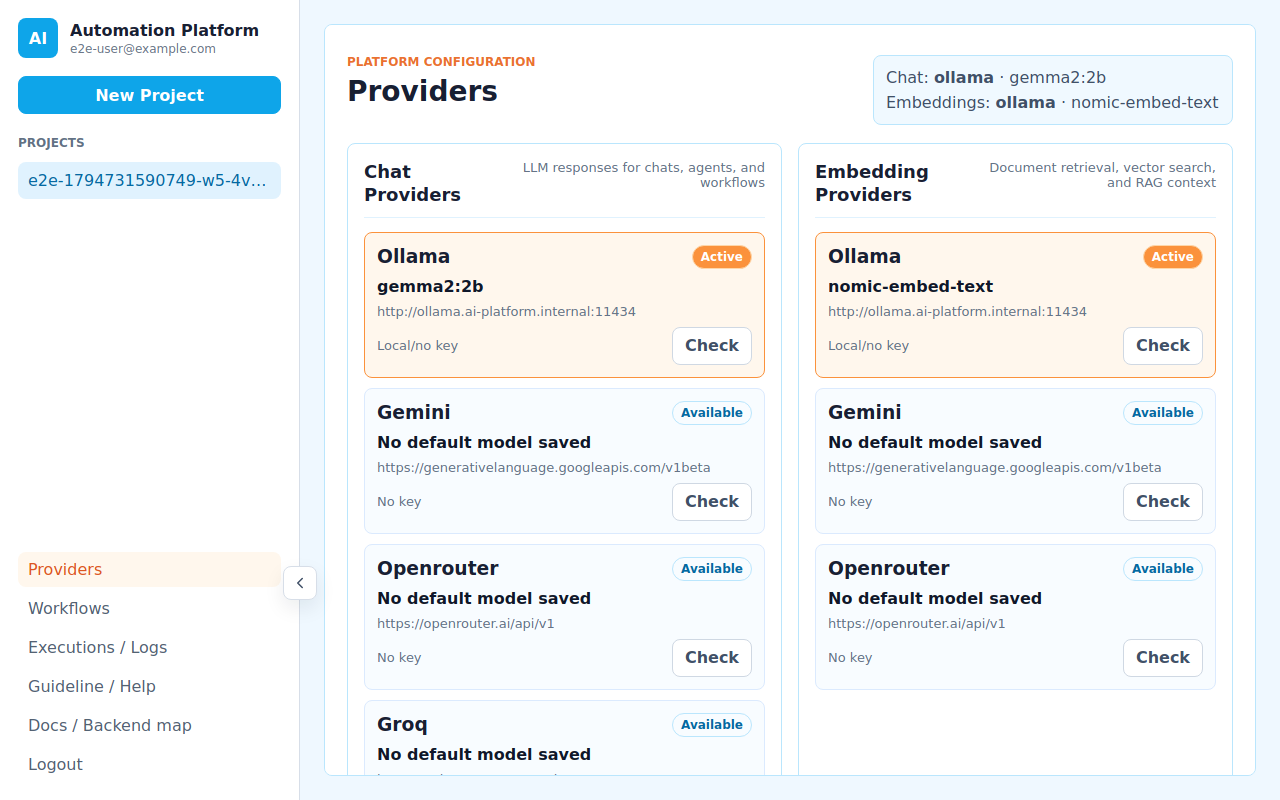 AI
Automation Platform
e2e-user@example.com
New Project
PROJECTS
e2e-1794731590749-w5-4v...
Providers
Workflows
Executions / Logs
Guideline / Help
Docs / Backend map
Logout
PLATFORM CONFIGURATION
Providers
Chat: ollama · gemma2:2b
Embeddings: ollama · nomic-embed-text
Chat
Providers
LLM responses for chats, agents, and
workflows
Ollama
Active
gemma2:2b
http://ollama.ai-platform.internal:11434
Local/no key
Check
Gemini
Available
No default model saved
https://generativelanguage.googleapis.com/v1beta
No key
Check
Openrouter
Available
No default model saved
https://openrouter.ai/api/v1
No key
Check
Groq
Available
No default model saved
Embedding
Providers
Document retrieval, vector search,
and RAG context
Ollama
Active
nomic-embed-text
http://ollama.ai-platform.internal:11434
Local/no key
Check
Gemini
Available
No default model saved
https://generativelanguage.googleapis.com/v1beta
No key
Check
Openrouter
Available
No default model saved
https://openrouter.ai/api/v1
No key
Check